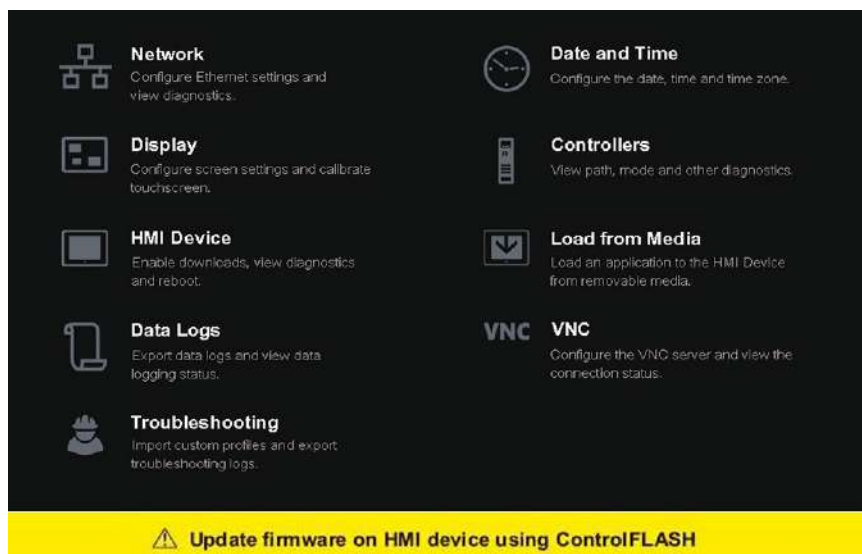 Network
Configure Ethernet settings and
view diagnostics.
Date and Time
Configure the date, time and time zone.
Display
Configure screen settings and calibrate
touchscreen.
Controllers
View path, mode and other diagnostics.
HMI Device
Enable downloads, view diagnostics
and reboot.
Load from Media
Load an application to the HMI Device
from removable media.
Data Logs
Export data logs and view data
logging status.
VNC
VNC
Configure the VNC server and view the
connection status.
Troubleshooting
Import custom profiles and export
troubleshooting logs.
Update firmware on HMI device using ControlFLASH